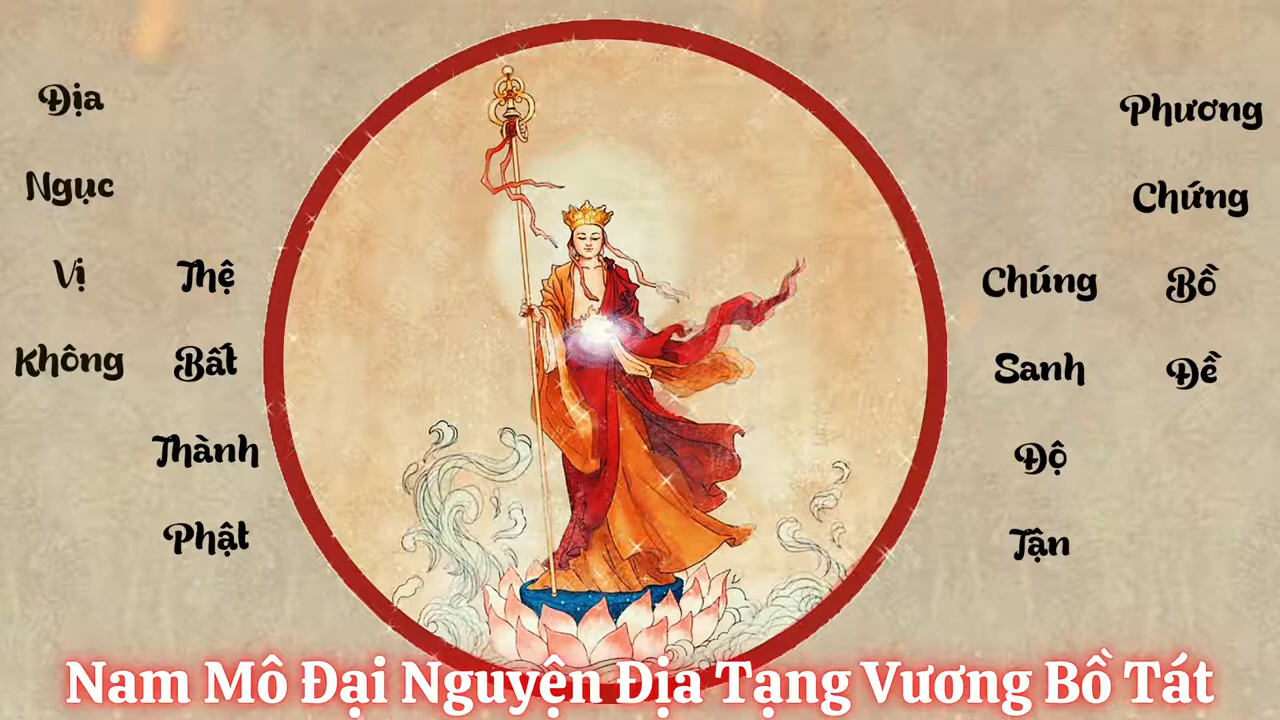 Địa
Ngục
Vị
Không
Thệ
Bất
Thành
Phật
Chúng
Sanh
Độ
Tận
Phương
Chứng
Bồ
Đề
Nam Mô Đại Nguyện Địa Tạng Vương Bồ Tát